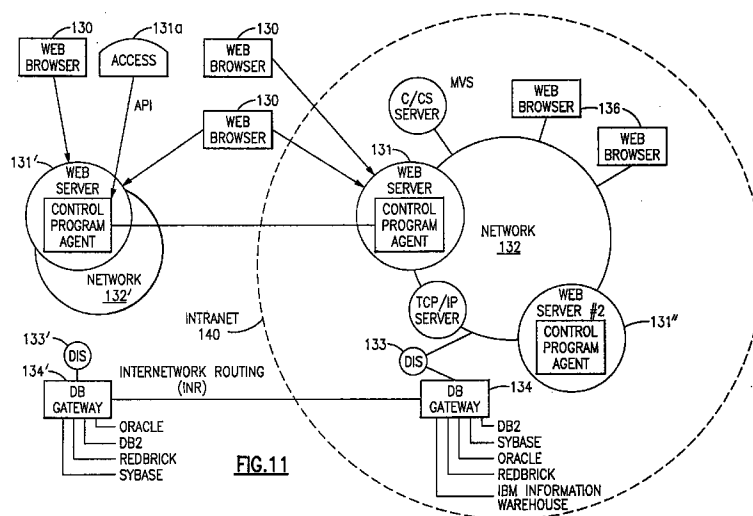 130
WEB
BROWSER
131a
ACCESS
API
130
WEB
BROWSER
130
WEB
BROWSER
C/CS
SERVER
MVS
WEB
BROWSER
136
WEB
BROWSER
131'
WEB
SERVER
CONTROL
PROGRAM
AGENT
NETWORK
132'
131
WEB
SERVER
CONTROL
PROGRAM
AGENT
NETWORK
132
TCP/IP
SERVER
WEB
SERVER #2
CONTROL
PROGRAM
AGENT
131"
INTRANET
140
133'
DIS
134'
DB
GATEWAY
INTERNETWORK ROUTING
(INR)
133
DIS
134
DB
GATEWAY
ORACLE
DB2
REDBRICK
SYBASE
DB2
SYBASE
ORACLE
REDBRICK
IBM INFORMATION
WAREHOUSE
FIG.11